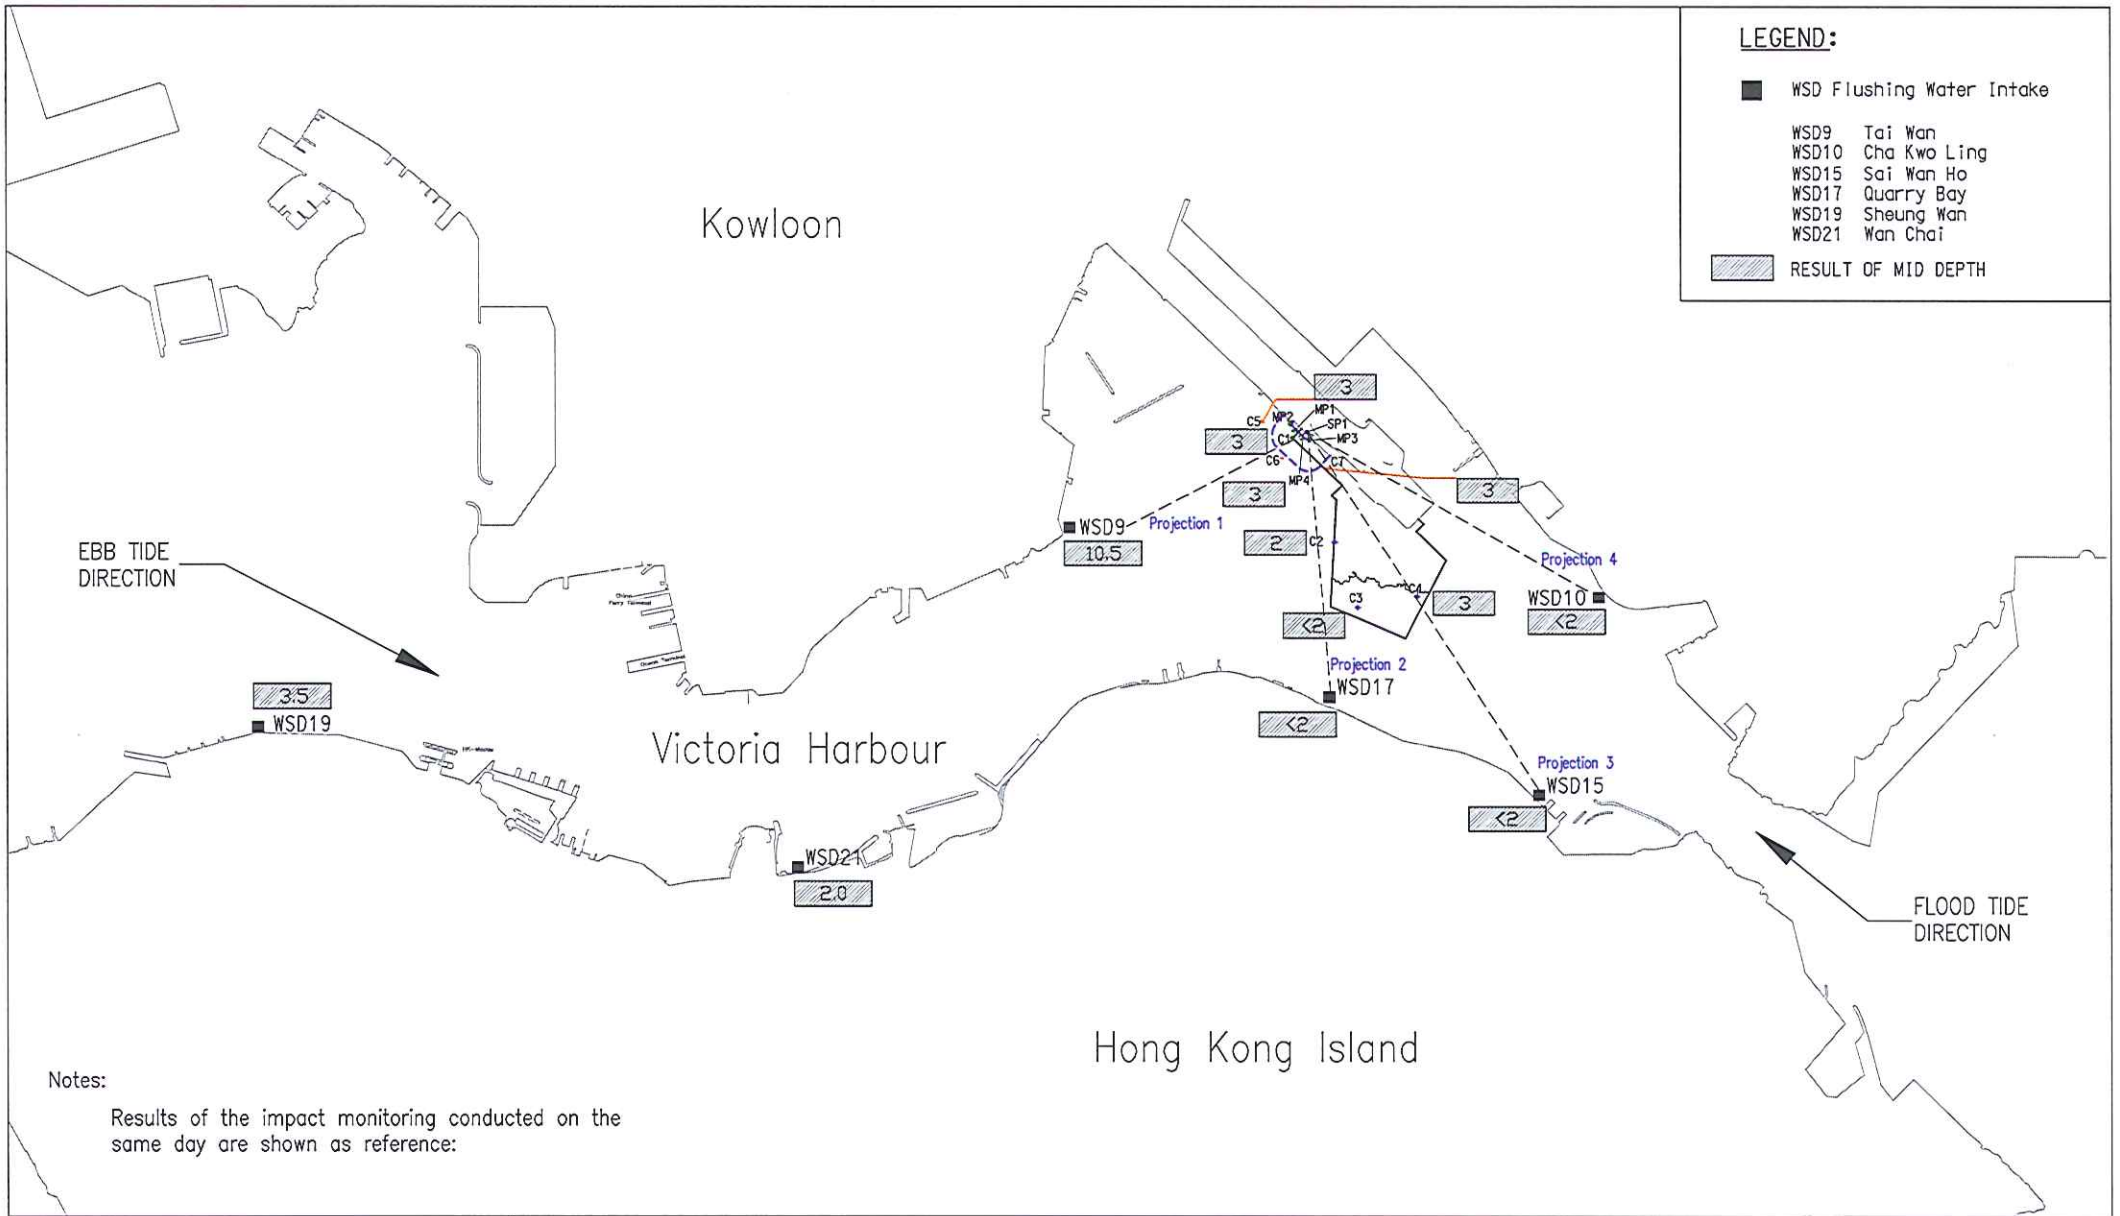 LEGEND:
WSD Flushing Water Intake
WSD9 Tai Wan
WSD10 Cha Kwo Ling
WSD15 Sai Wan Ho
WSD17 Quarry Bay
WSD19 Sheung Wan
WSD21 Wan Chai
RESULT OF MID DEPTH
Kowloon
3
MP1
C5
MP2
SP1
3
C1
MP3
C6
C7
MP4
3
3
WSD9
Projection 1
10.5
2
C2
EBB TIDE
DIRECTION
Projection 4
China
Ferry Terminal
C4
C3
3
WSD10
<2
<2
Ocean Terminal
Projection 2
WSD17
3.5
WSD19
<2
Victoria Harbour
Projection 3
WSD15
<2
WSD21
2.0
FLOOD TIDE
DIRECTION
Hong Kong Island
Notes:
Results of the impact monitoring conducted on the
same day are shown as reference: